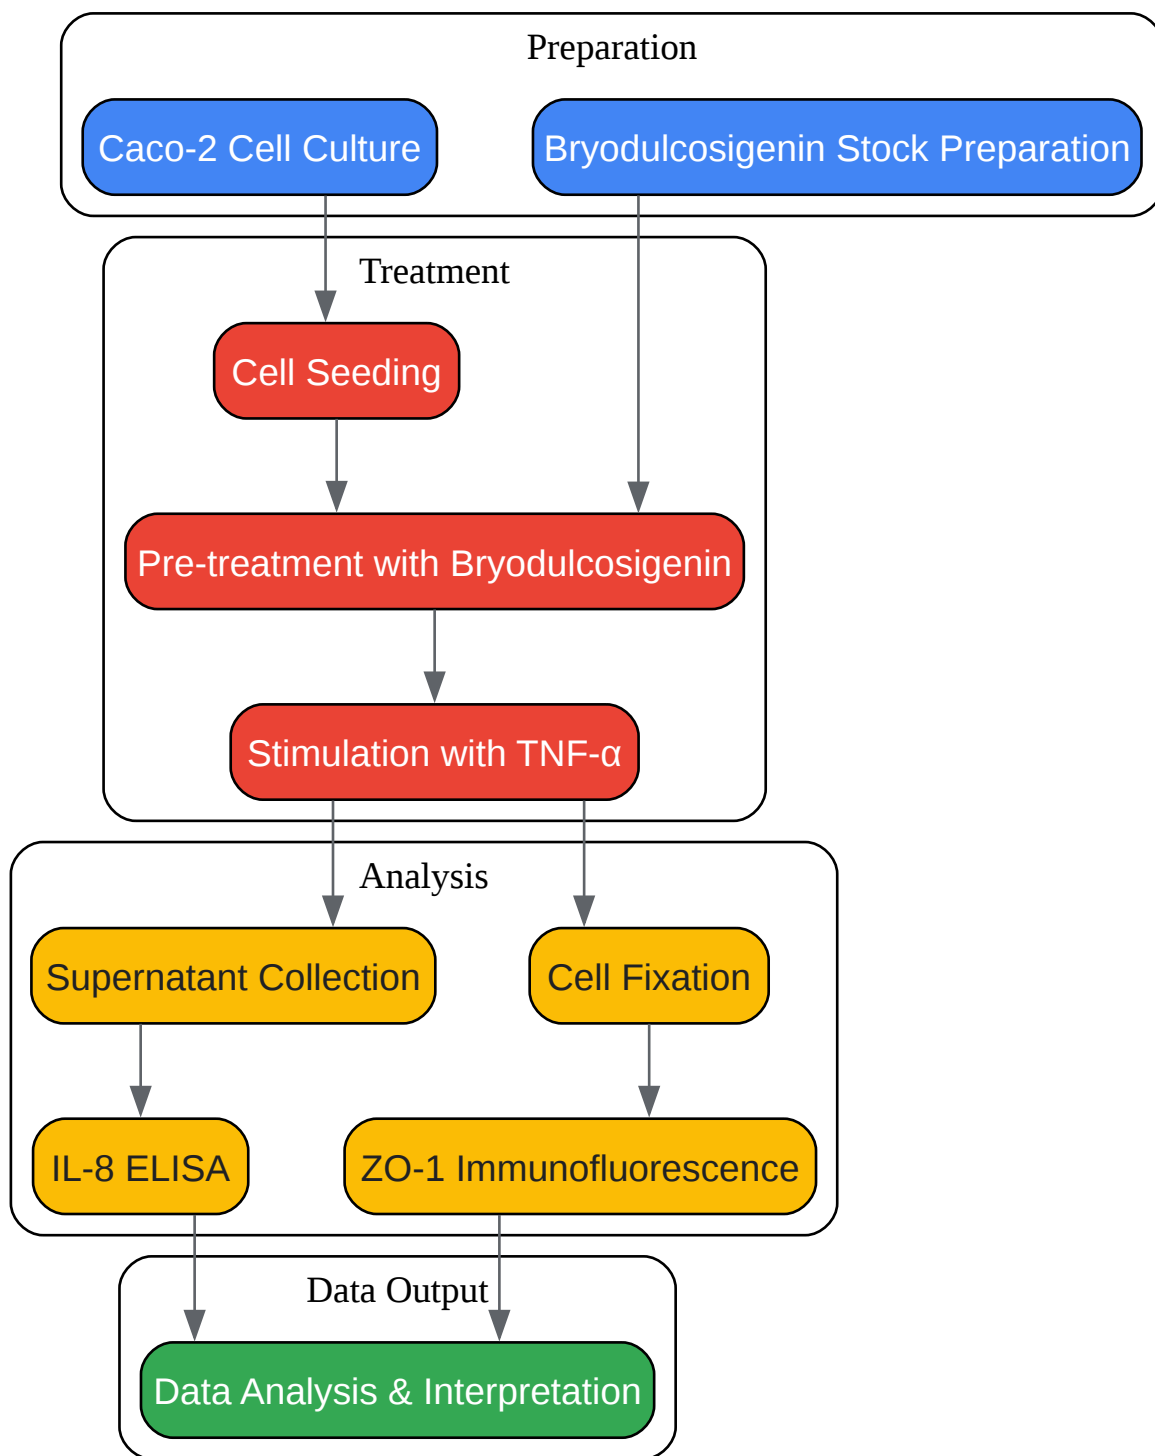 Preparation
Caco-2 Cell Culture
Bryodulcosigenin Stock Preparation
Treatment
Cell Seeding
Pre-treatment with Bryodulcosigenin
Stimulation with TNF-α
Analysis
Supernatant Collection
Cell Fixation
IL-8 ELISA
ZO-1 Immunofluorescence
Data Output
Data Analysis & Interpretation